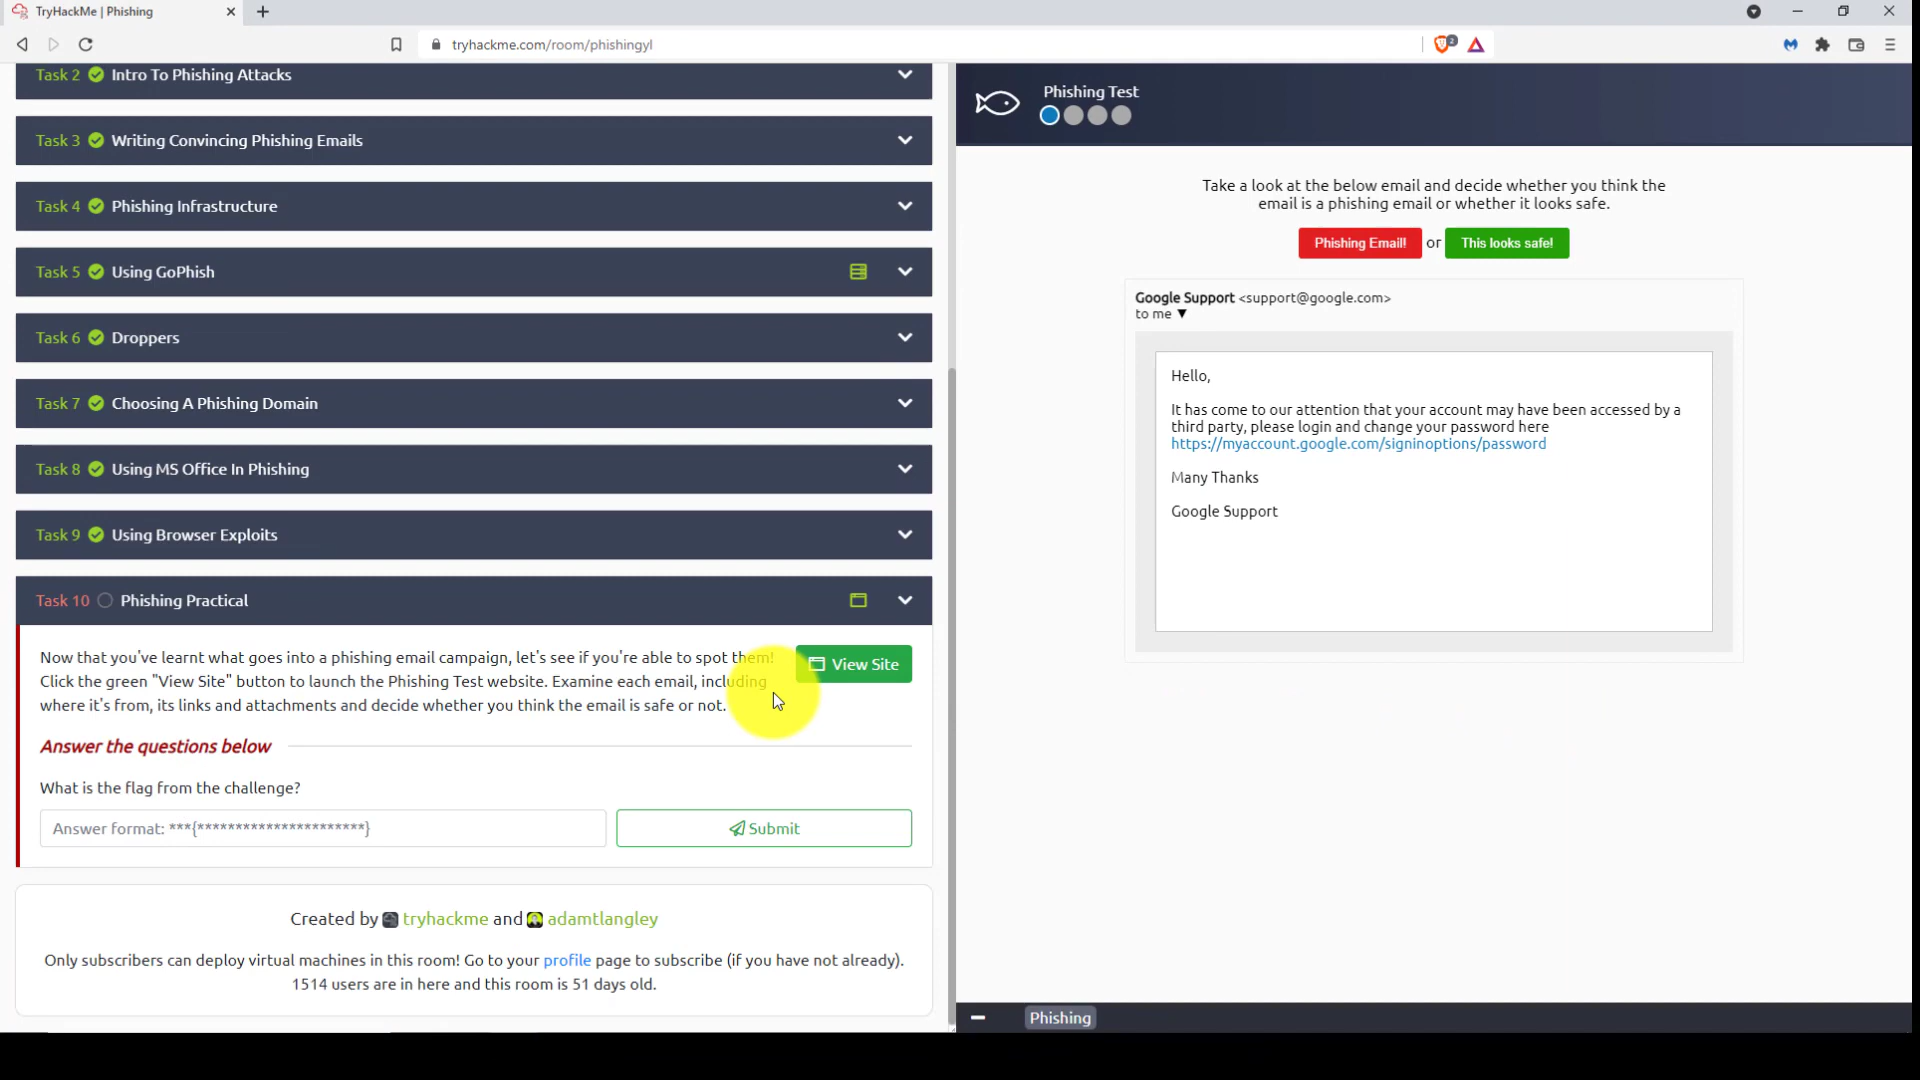 TryHackMe | Phishing
tryhackme.com/room/phishingyl
2
Task 2 Intro To Phishing Attacks
Task 3 Writing Convincing Phishing Emails
Task 4 Phishing Infrastructure
Task 5 Using GoPhish
Task 6 Droppers
Task 7 Choosing A Phishing Domain
Task 8 Using MS Office In Phishing
Task 9 Using Browser Exploits
Task 10 Phishing Practical
Now that you've learnt what goes into a phishing email campaign, let's see if you're able to spot them!
Click the green "View Site" button to launch the Phishing Test website. Examine each email, including
where it's from, its links and attachments and decide whether you think the email is safe or not.
View Site
Answer the questions below
What is the flag from the challenge?
Answer format: ***{**********************}
Submit
Created by tryhackme and adamtlangley
Only subscribers can deploy virtual machines in this room! Go to your profile page to subscribe (if you have not already).
1514 users are in here and this room is 51 days old.
Phishing Test
Take a look at the below email and decide whether you think the
email is a phishing email or whether it looks safe.
Phishing Email! or This looks safe!
Google Support <support@google.com>
to me ▼
Hello,
It has come to our attention that your account may have been accessed by a
third party, please login and change your password here
https://myaccount.google.com/signinoptions/password
Many Thanks
Google Support
Phishing